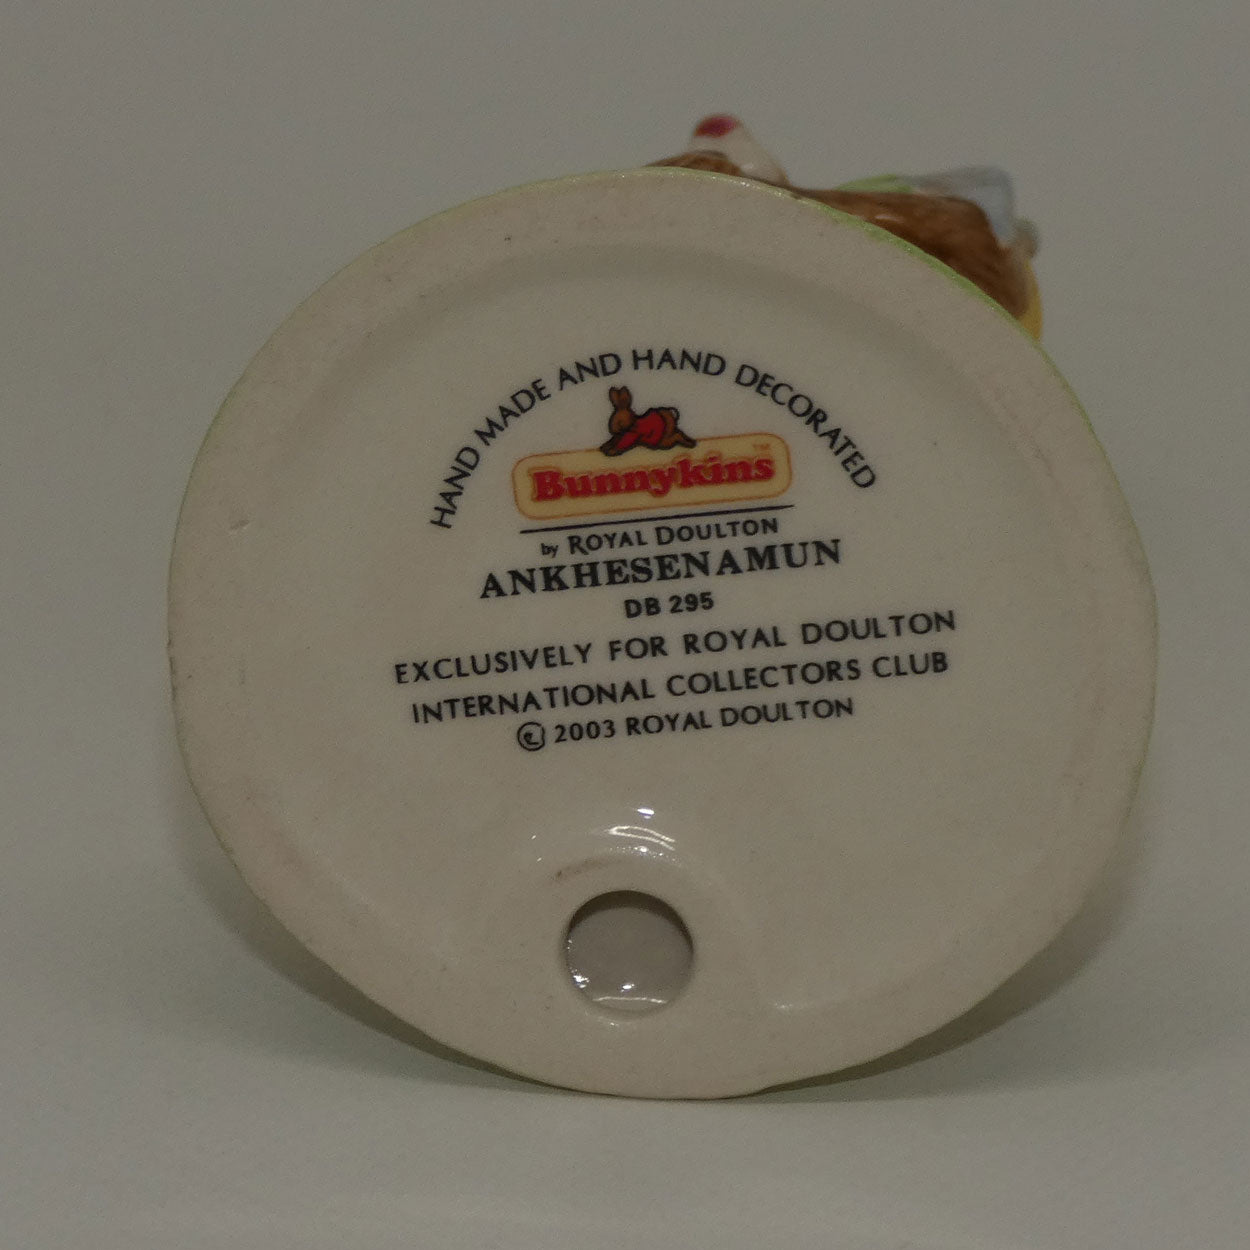 HAND MADE AND HAND DECORATED
Bunnykins™
by ROYAL DOULTON
ANKHESENAMUN
DB 295
EXCLUSIVELY FOR ROYAL DOULTON
INTERNATIONAL COLLECTORS CLUB
© 2003 ROYAL DOULTON